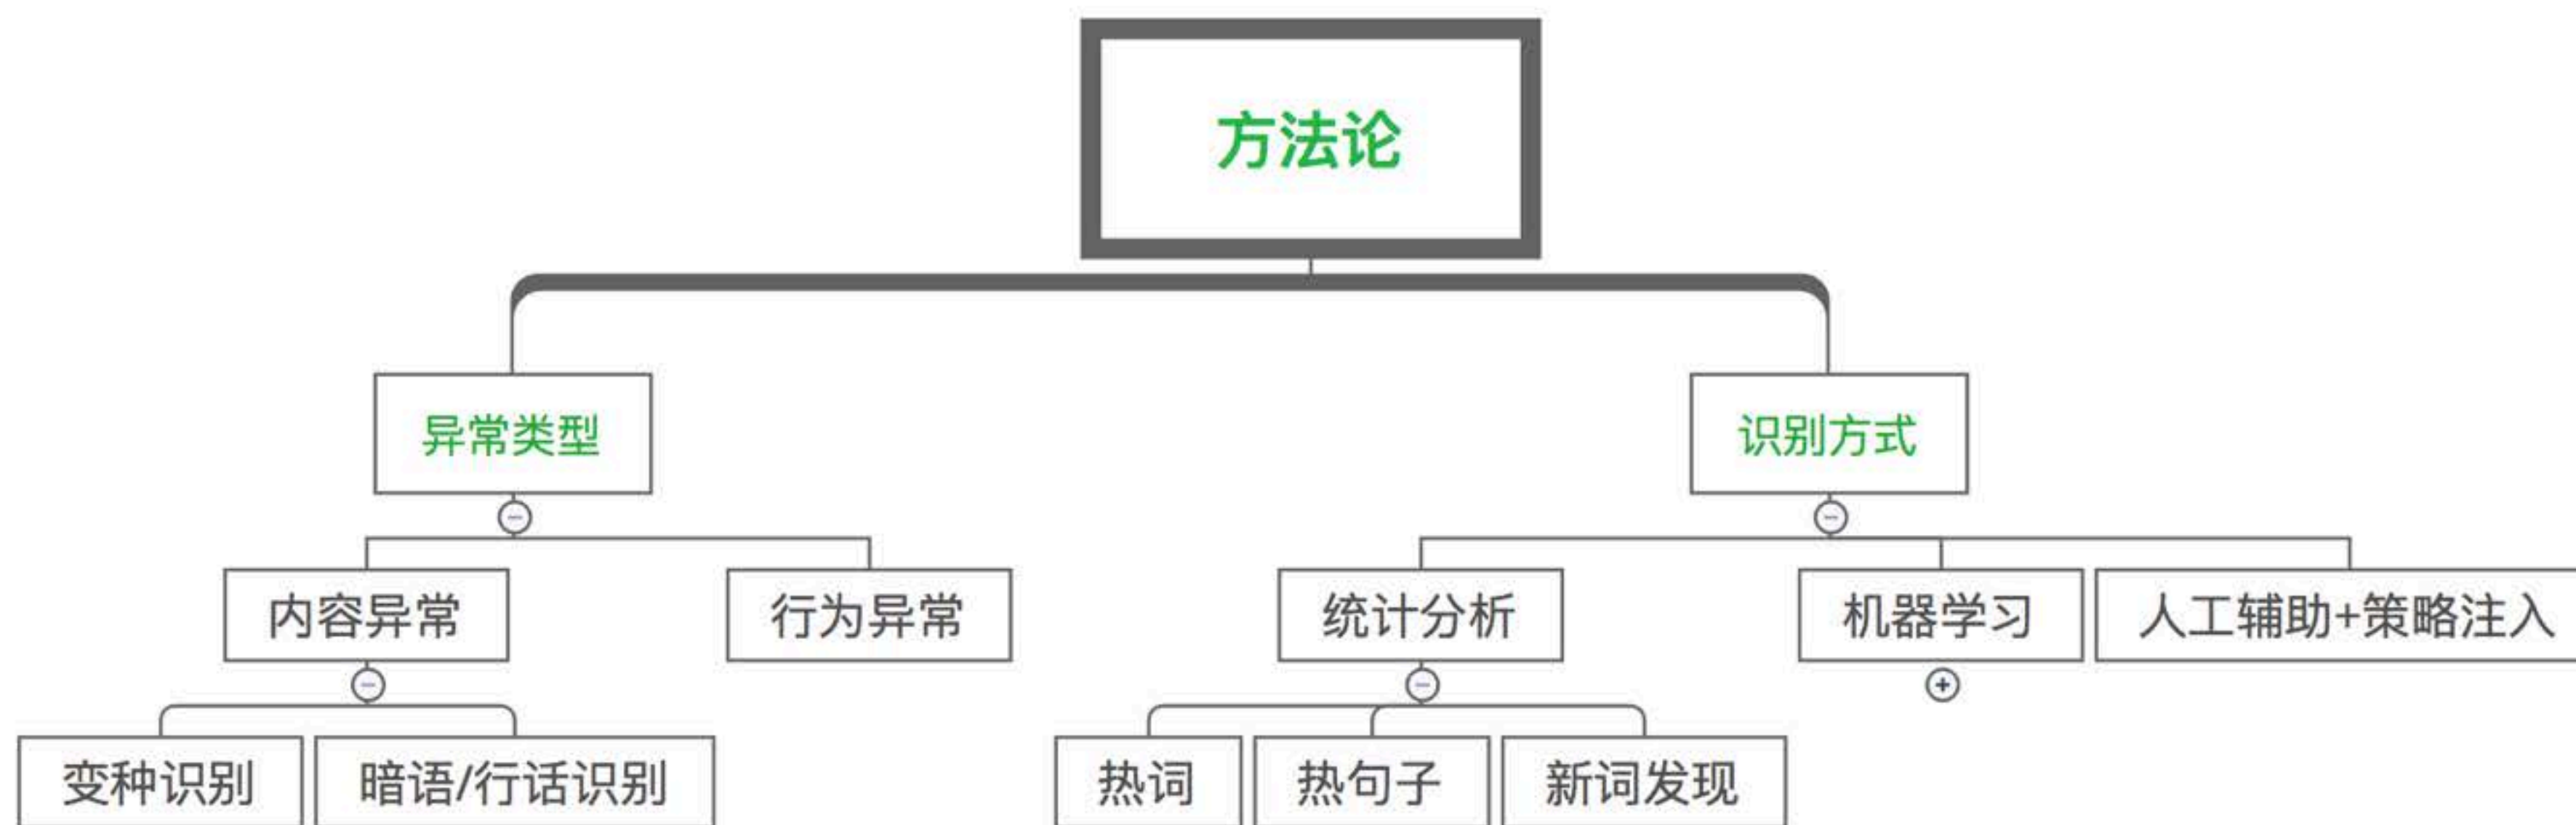 方法论
异常类型
识别方式
内容异常
行为异常
统计分析
机器学习
人工辅助+策略注入
变种识别
暗语/行话识别
热词
热句子
新词发现